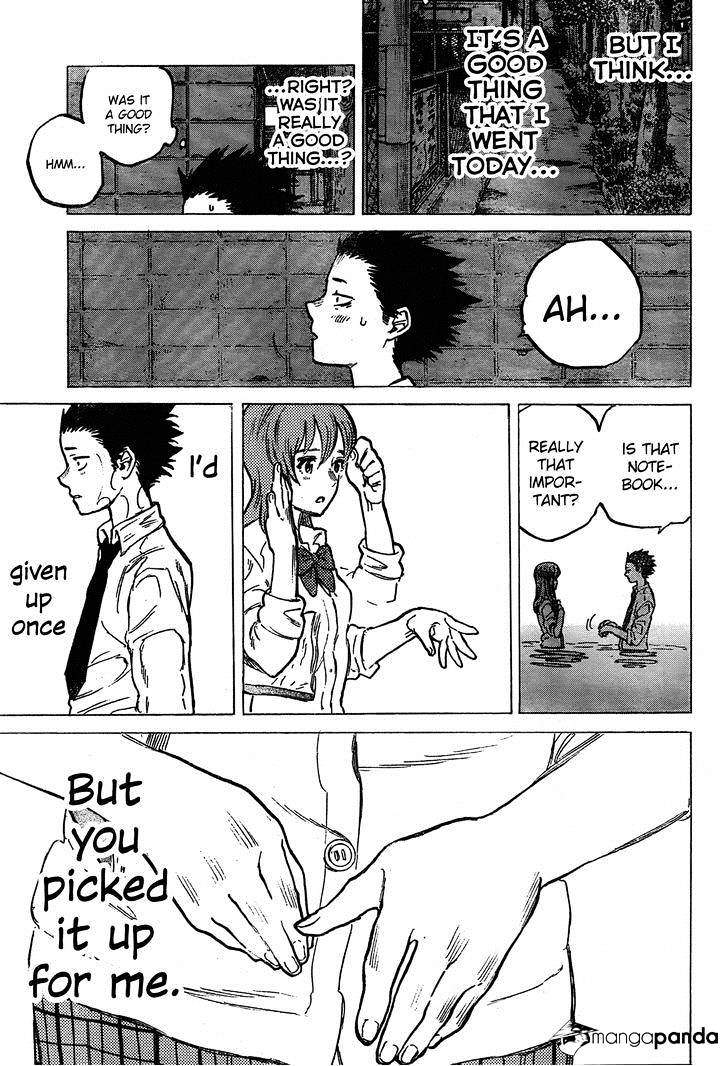 BUT I
THINK...
IT'S A
GOOD
THING
THAT I
WENT
TODAY...
...RIGHT?
WAS IT
REALLY
A GOOD
THING...?
WAS IT
A GOOD
THING?
HMM...
AH...
IS THAT
NOTE-
BOOK...
REALLY
THAT
IMPOR-
TANT?
I'd
given
up
once
But
you
picked
it up
for me.
mangapanda